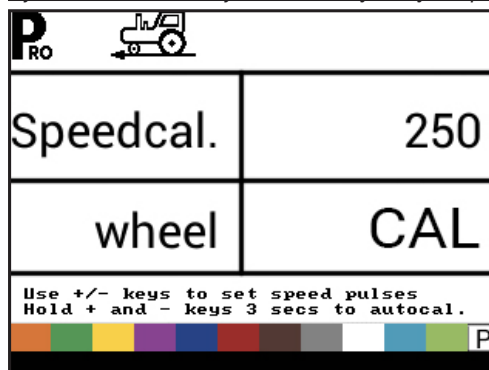 PRO
Speedcal. 250
wheel CAL
Use +/- keys to set speed pulses
Hold + and - keys 3 secs to autocal.
P